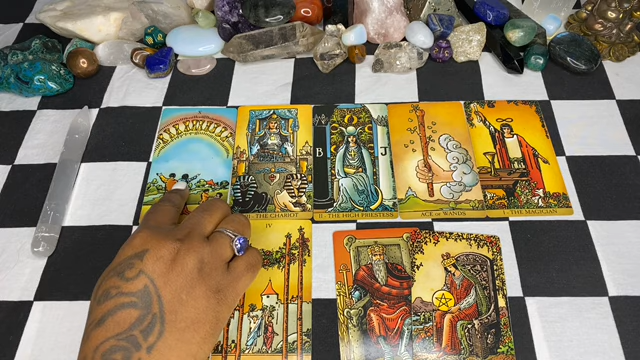 VII · THE CHARIOT
B J
II · THE HIGH PRIESTESS
ACE OF WANDS
I · THE MAGICIAN
IV